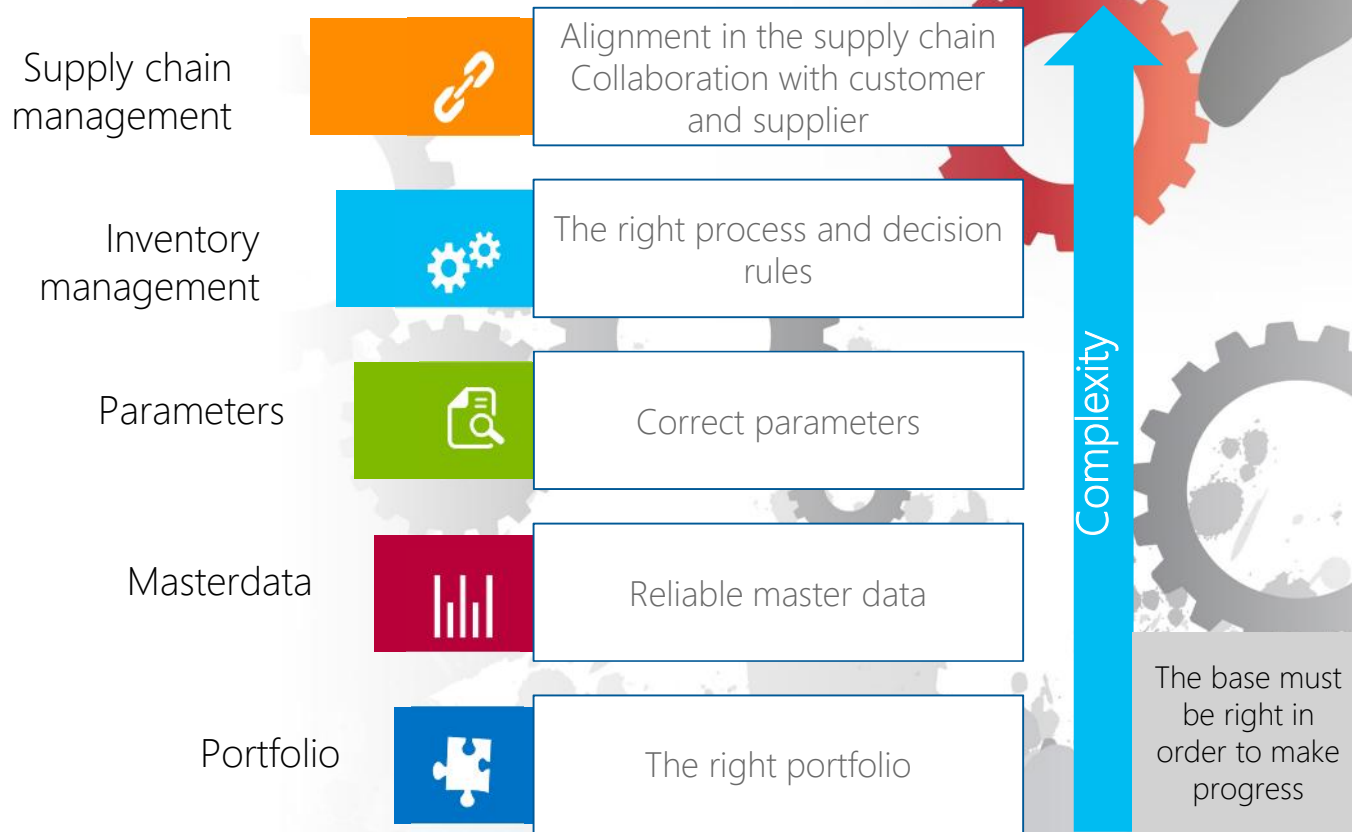 Supply chain
management
Alignment in the supply chain
Collaboration with customer
and supplier
Inventory
management
The right process and decision
rules
Parameters
Correct parameters
Masterdata
Reliable master data
Portfolio
The right portfolio
Complexity
The base must
be right in
order to make
progress